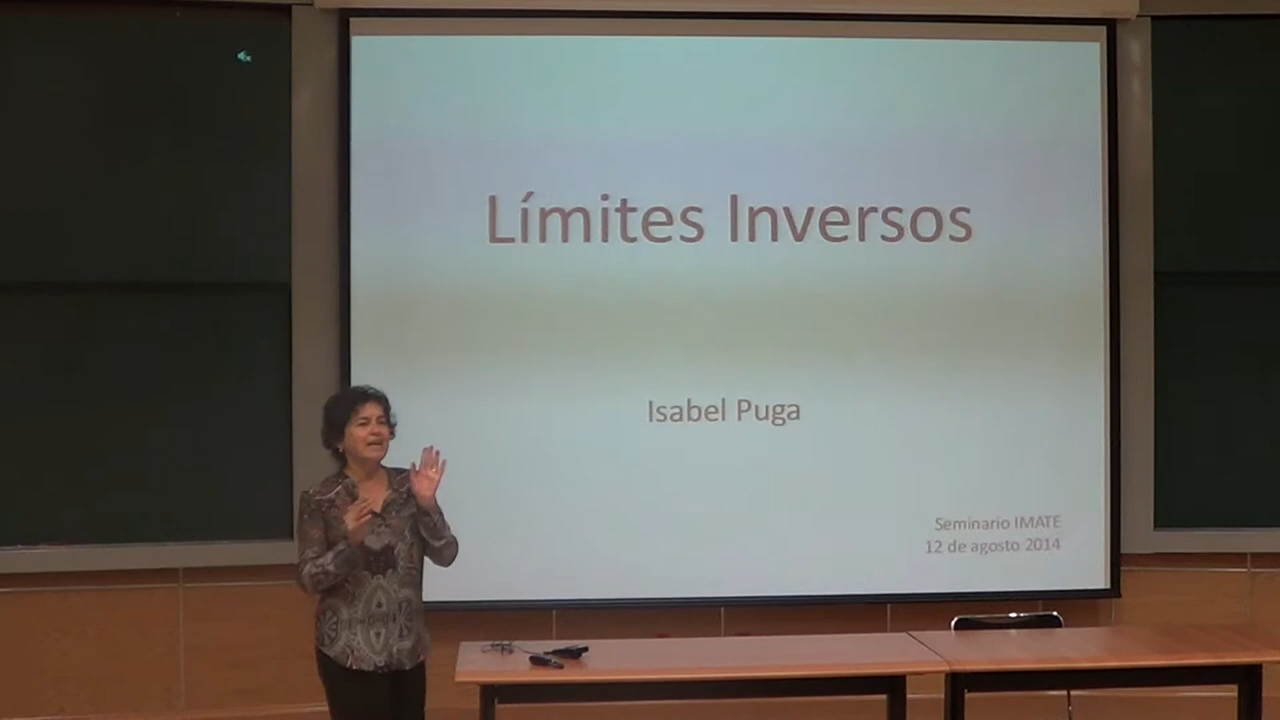 Límites Inversos
Isabel Puga
Seminario IMATE
12 de agosto 2014